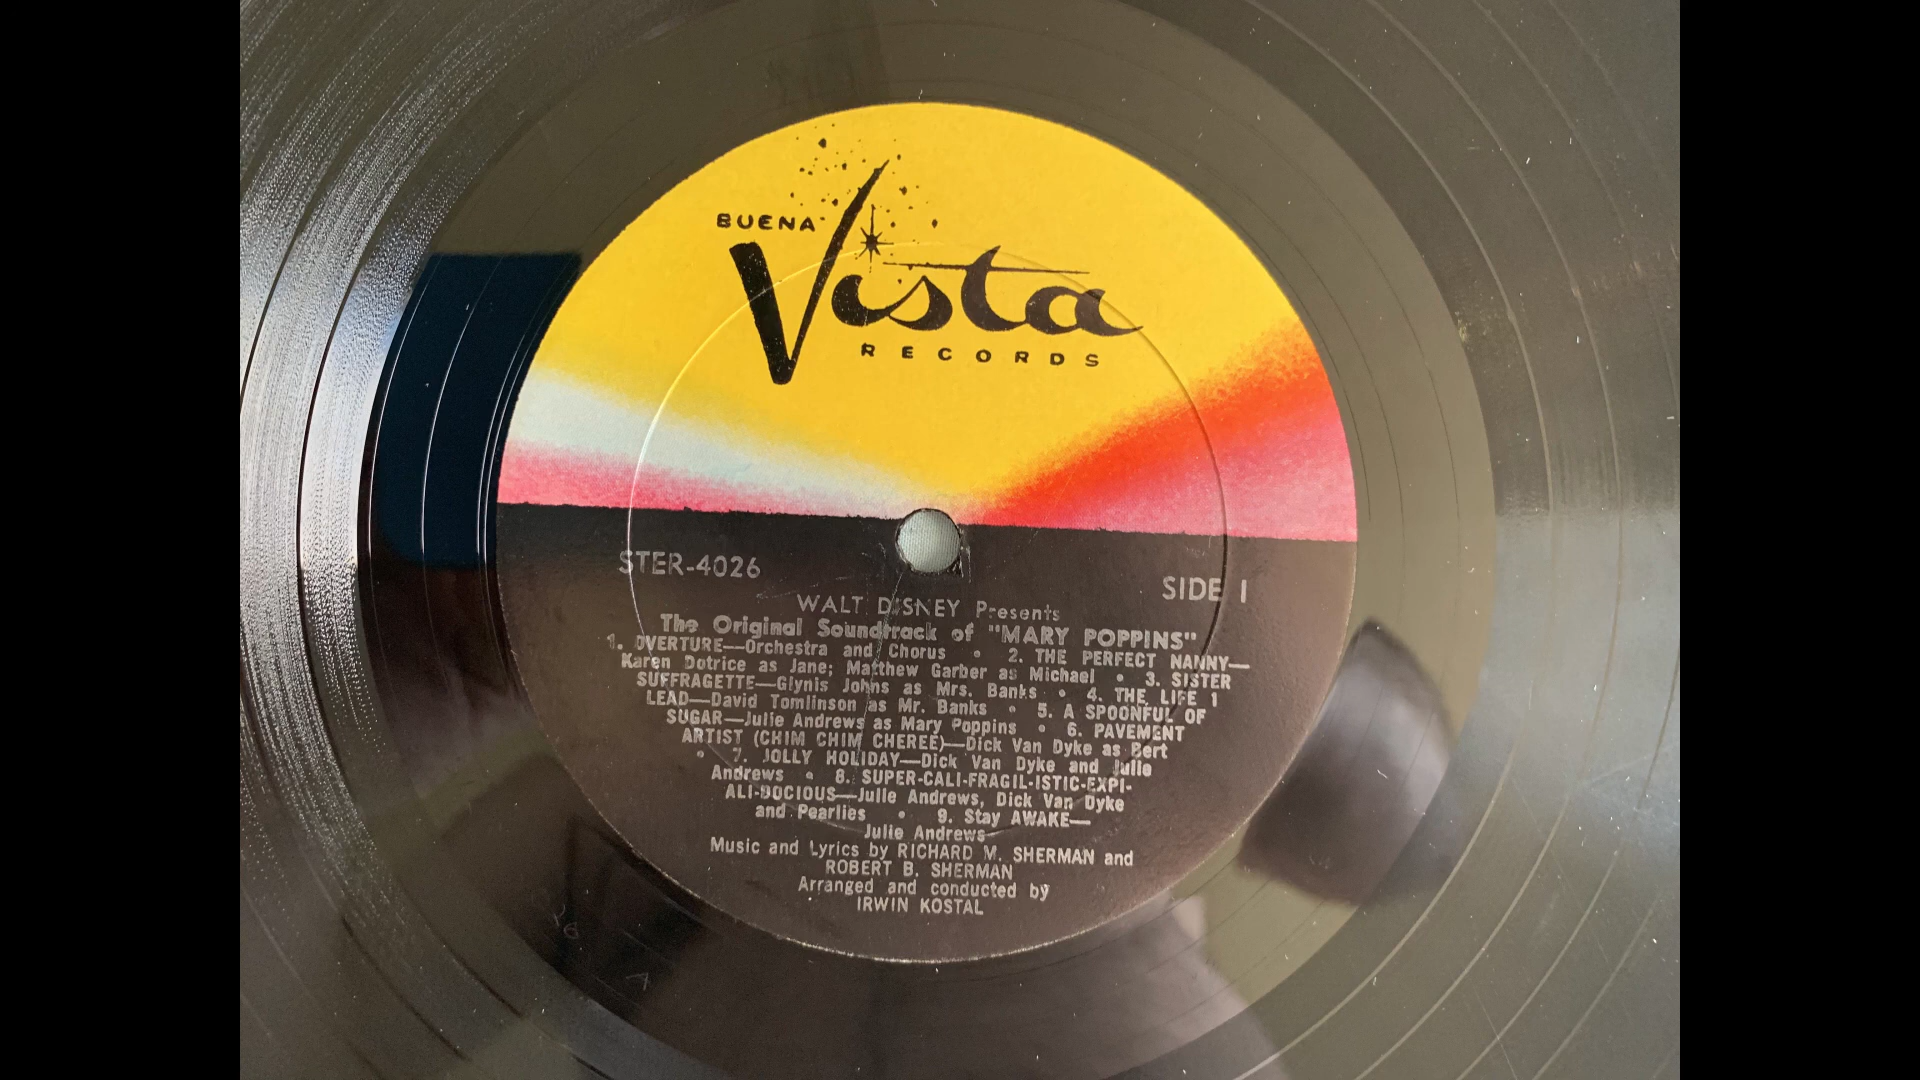 BUENA
Vista
RECORDS
STER-4026
SIDE 1
WALT DISNEY Presents
The Original Soundtrack of "MARY POPPINS"
1. OVERTURE—Orchestra and Chorus • 2. THE PERFECT NANNY—
Karen Dotrice as Jane; Matthew Garber as Michael • 3. SISTER
SUFFRAGETTE—Glynis Johns as Mrs. Banks • 4. THE LIFE I
LEAD—David Tomlinson as Mr. Banks • 5. A SPOONFUL OF
SUGAR—Julie Andrews as Mary Poppins • 6. PAVEMENT
ARTIST (CHIM CHIM CHEREE)—Dick Van Dyke as Bert
• 7. JOLLY HOLIDAY—Dick Van Dyke and Julie
Andrews • 8. SUPER-CALI-FRAGIL-ISTIC-EXPI-
ALI-DOCIOUS—Julie Andrews, Dick Van Dyke
and Pearlies • 9. Stay AWAKE—
Julie Andrews
Music and Lyrics by RICHARD M. SHERMAN and
ROBERT B. SHERMAN
Arranged and conducted by
IRWIN KOSTAL